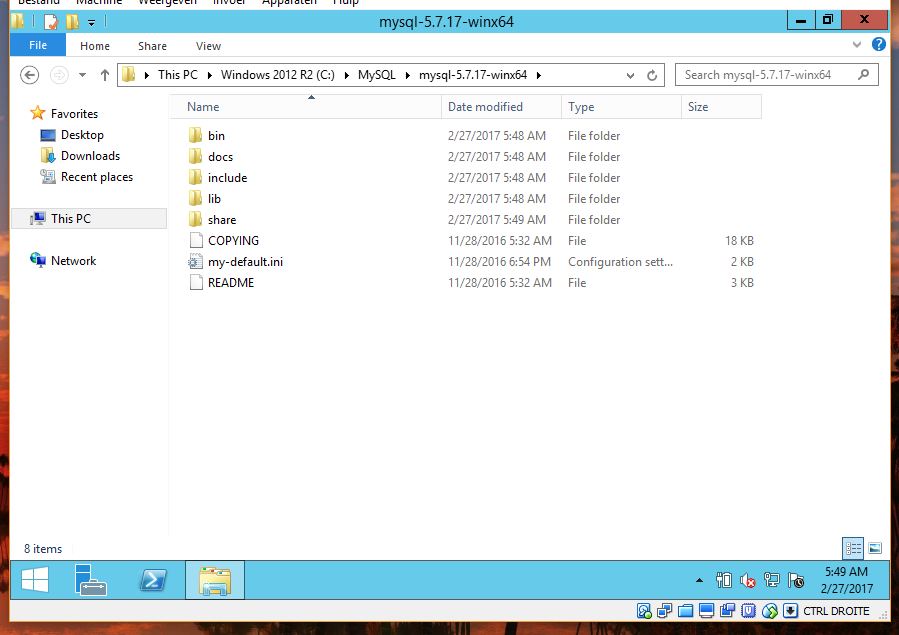 Bestand Machine Weergeven Invoer Apparaten Hulp
mysql-5.7.17-winx64
File Home Share View
This PC Windows 2012 R2 (C:) MySQL mysql-5.7.17-winx64 Search mysql-5.7.17-winx64
Name Date modified Type Size
Favorites
Desktop
Downloads
Recent places
This PC
Network
bin 2/27/2017 5:48 AM File folder
docs 2/27/2017 5:48 AM File folder
include 2/27/2017 5:48 AM File folder
lib 2/27/2017 5:48 AM File folder
share 2/27/2017 5:49 AM File folder
COPYING 11/28/2016 5:32 AM File 18 KB
my-default.ini 11/28/2016 6:54 PM Configuration sett... 2 KB
README 11/28/2016 5:32 AM File 3 KB
8 items
5:49 AM
2/27/2017
CTRL DROITE